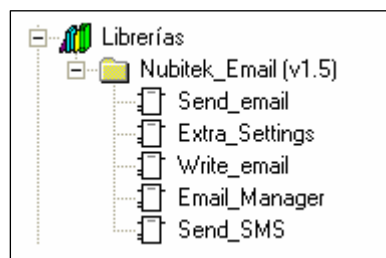 Librerías
Nubitek_Email (v1.5)
Send_email
Extra_Settings
Write_email
Email_Manager
Send_SMS